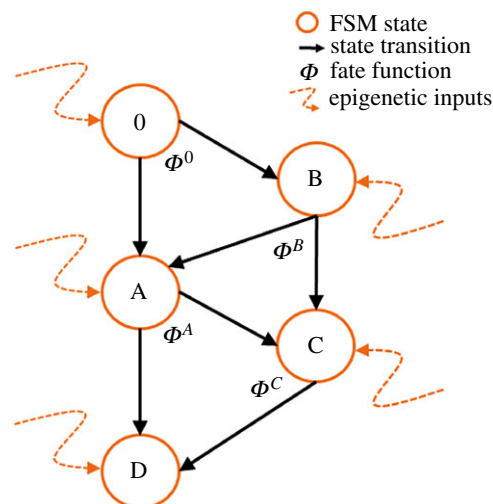 FSM state
state transition
Φ fate function
epigenetic inputs
0
Φ⁰
B
Φᴮ
A
Φᴬ
C
Φᶜ
D